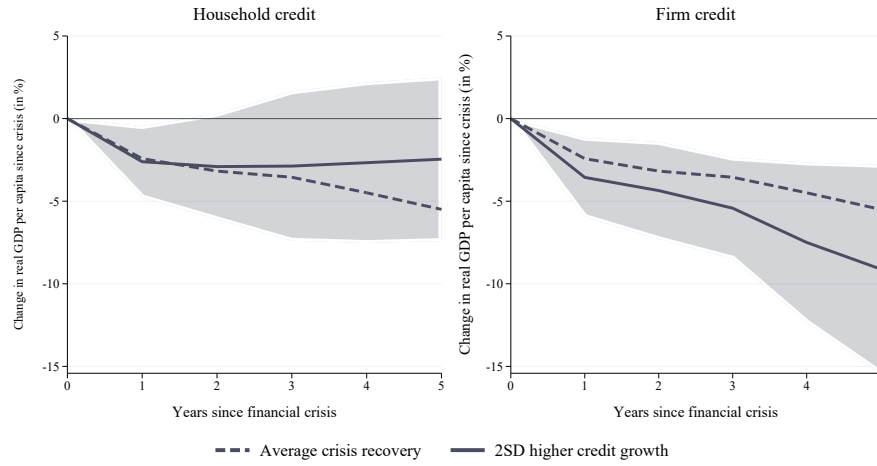 Household credit
Change in real GDP per capita since crisis (in %)
5
0
-5
-10
-15
0 1 2 3 4 5
Years since financial crisis
Firm credit
Change in real GDP per capita since crisis (in %)
5
0
-5
-10
-15
0 1 2 3 4
Years since financial crisis
Average crisis recovery 2SD higher credit growth